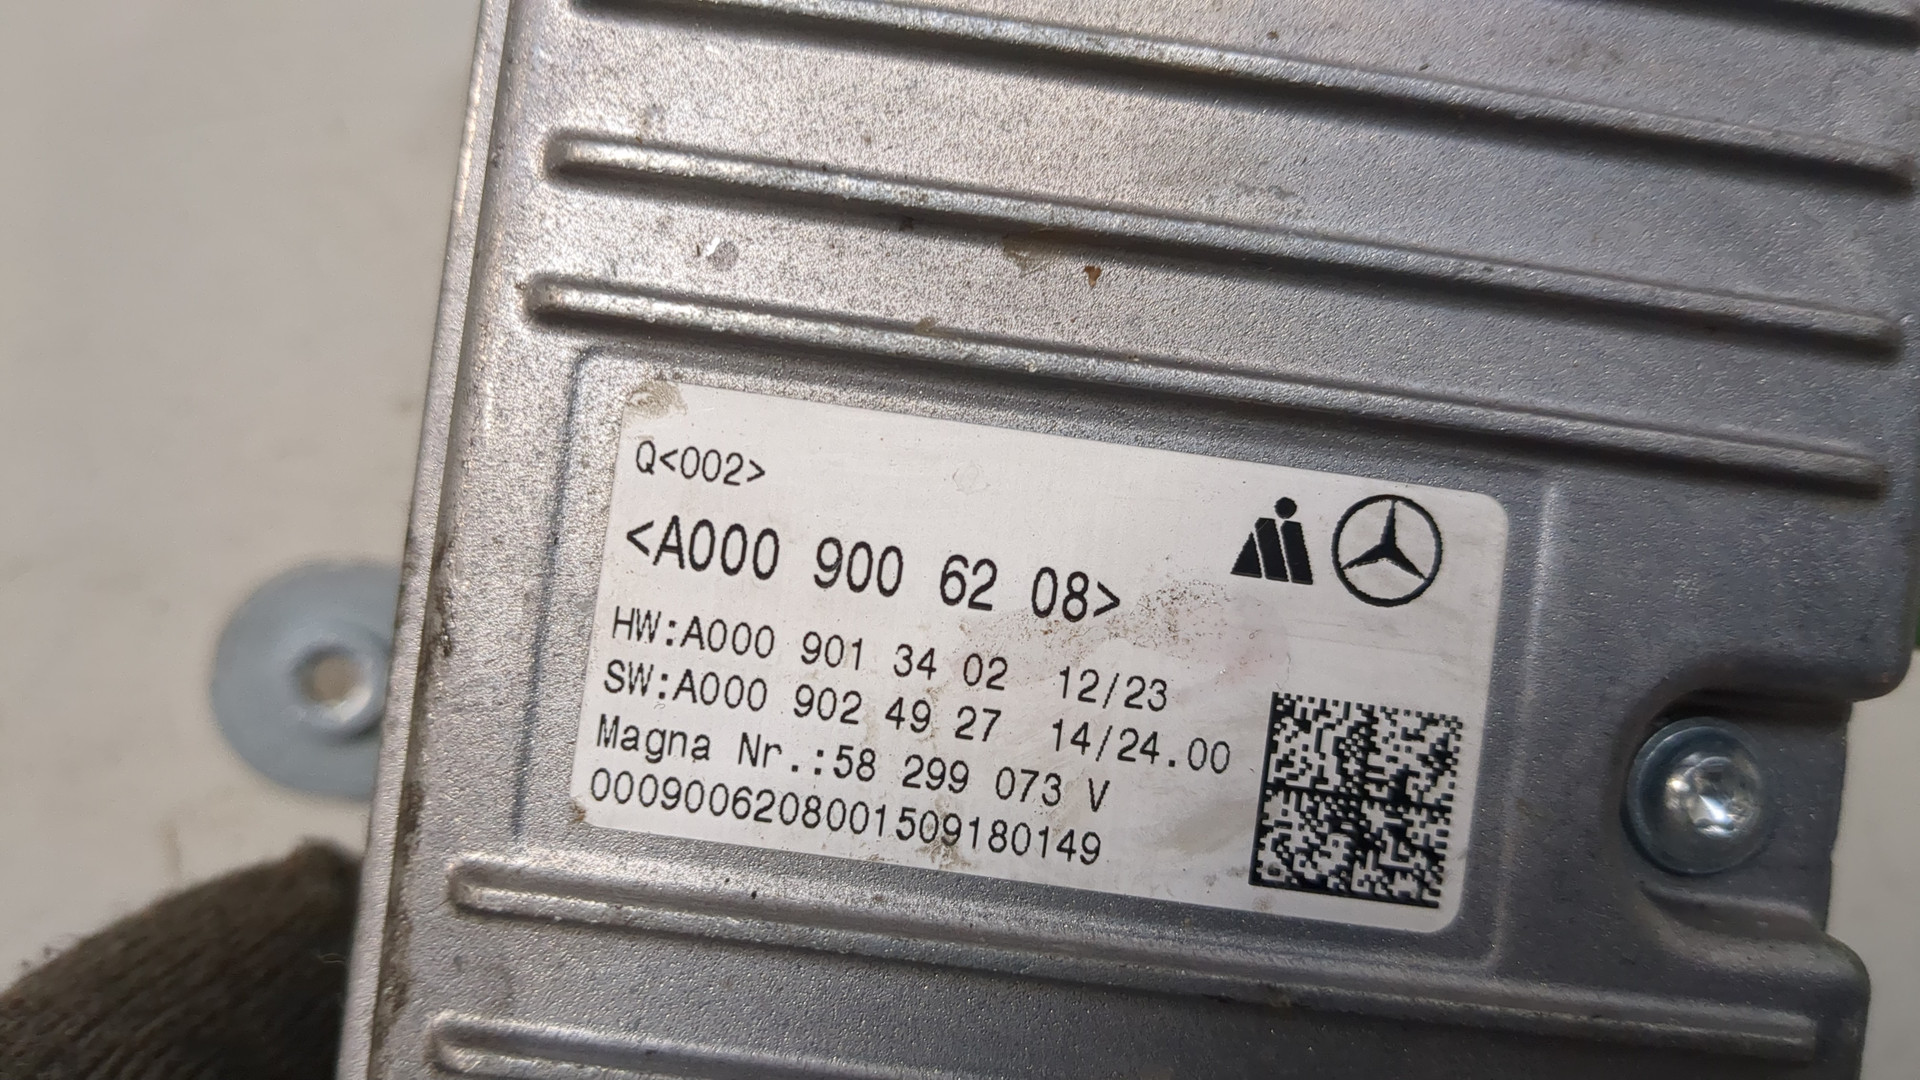 Q<002>
<A000 900 62 08>
HW:A000 901 34 02 12/23
SW:A000 902 49 27 14/24.00
Magna Nr.:58 299 073 V
0009006208001509180149